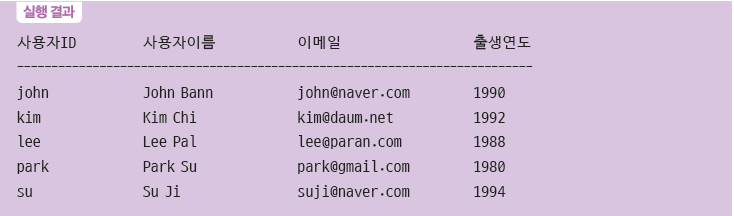 실행 결과
사용자ID 사용자이름 이메일 출생연도
----------------------------------------------------------------------------
john John Bann john@naver.com 1990
kim Kim Chi kim@daum.net 1992
lee Lee Pal lee@paran.com 1988
park Park Su park@gmail.com 1980
su Su Ji suji@naver.com 1994